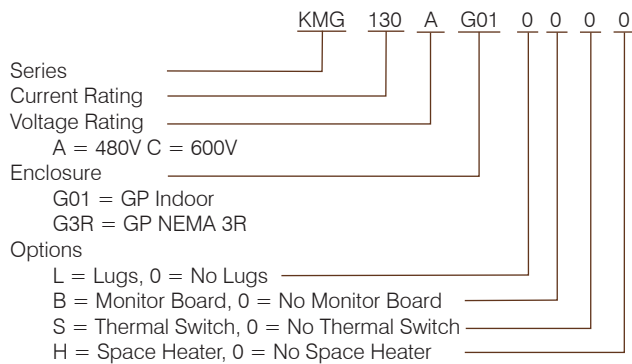 KMG 130 A G01 0 0 0 0
Series
Current Rating
Voltage Rating
A = 480V C = 600V
Enclosure
G01 = GP Indoor
G3R = GP NEMA 3R
Options
L = Lugs, 0 = No Lugs
B = Monitor Board, 0 = No Monitor Board
S = Thermal Switch, 0 = No Thermal Switch
H = Space Heater, 0 = No Space Heater